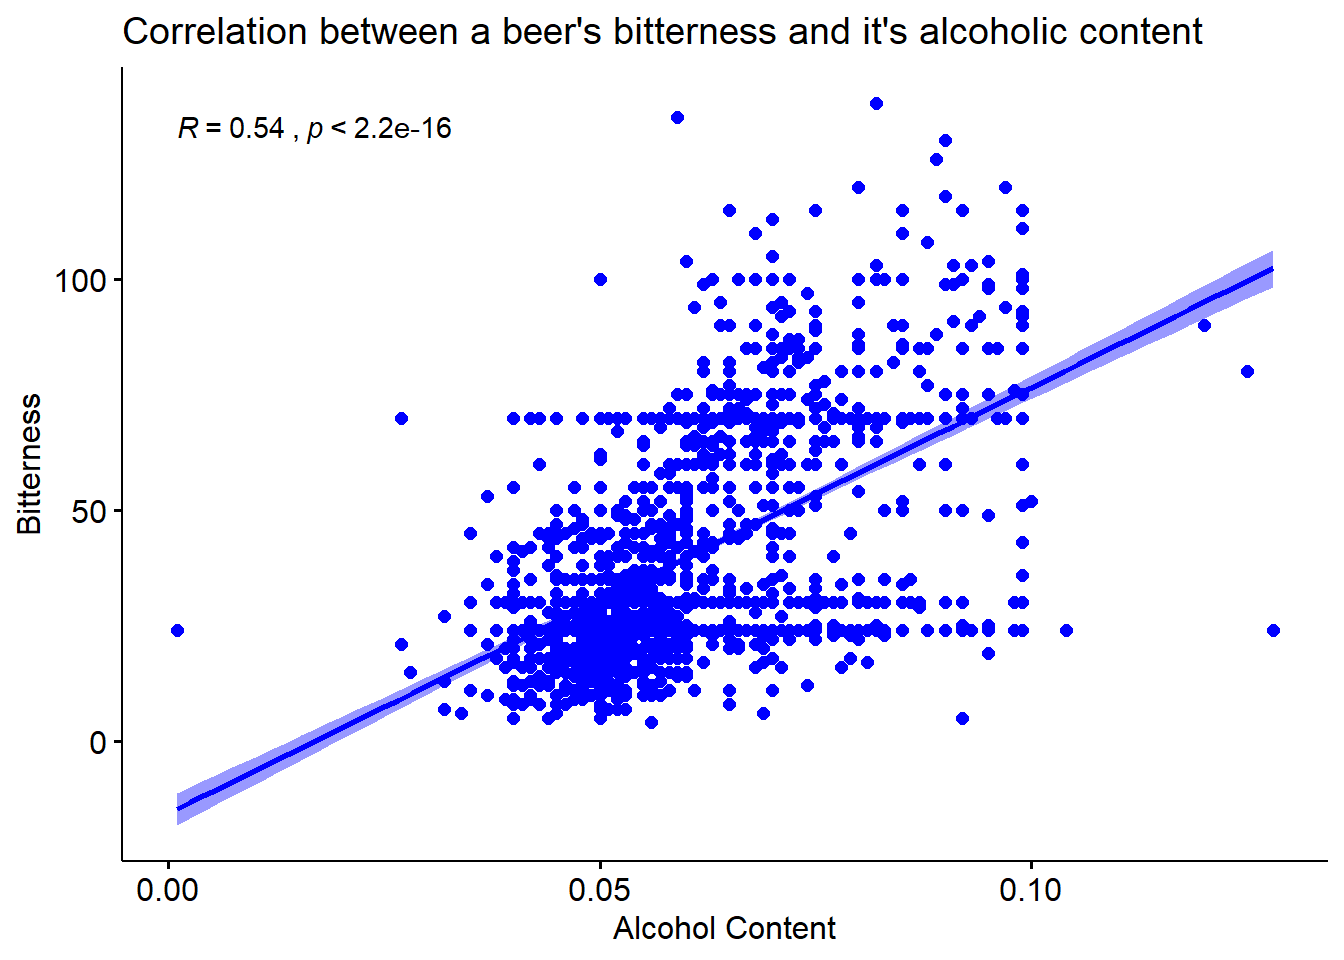 Correlation between a beer's bitterness and it's alcoholic content
R = 0.54 , p < 2.2e-16
100
50
0
Bitterness
0.00
0.05
0.10
Alcohol Content